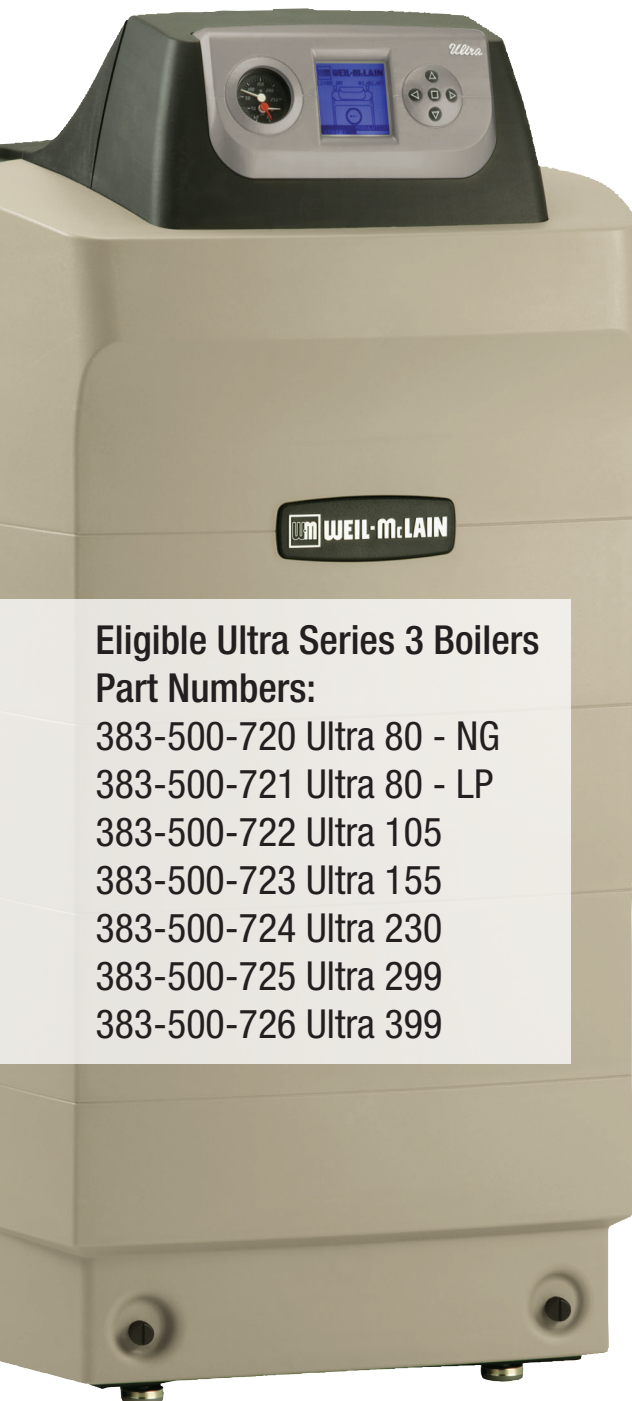 Ultra
WEIL-McLAIN
WM WEIL-McLAIN
Eligible Ultra Series 3 Boilers
Part Numbers:
383-500-720 Ultra 80 - NG
383-500-721 Ultra 80 - LP
383-500-722 Ultra 105
383-500-723 Ultra 155
383-500-724 Ultra 230
383-500-725 Ultra 299
383-500-726 Ultra 399